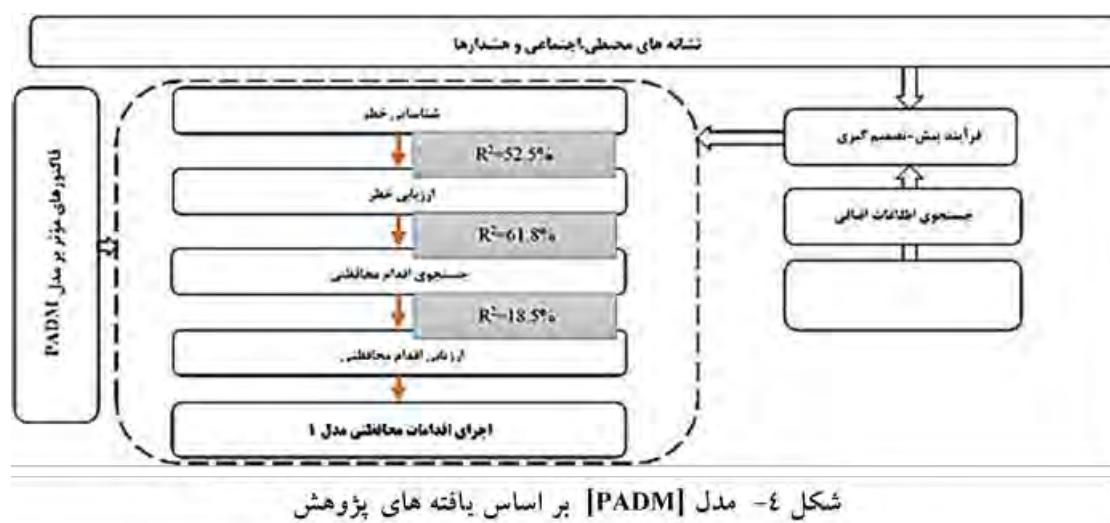 نشانه های محیطی،اجتماعی و هشدارها
فاکتورهای مؤثر بر مدل PADM
شناسایی خطر
R²=52.5%
ارزیابی خطر
R²=61.8%
جستجوی اقدام محافظتی
R²=18.5%
ارزیابی اقدام محافظتی
اجرای اقدامات محافظتی مدل ۱
فرآیند پیش-تصمیم گیری
جستجوی اطلاعات اضافی
شکل ٤- مدل [PADM] بر اساس یافته های پژوهش